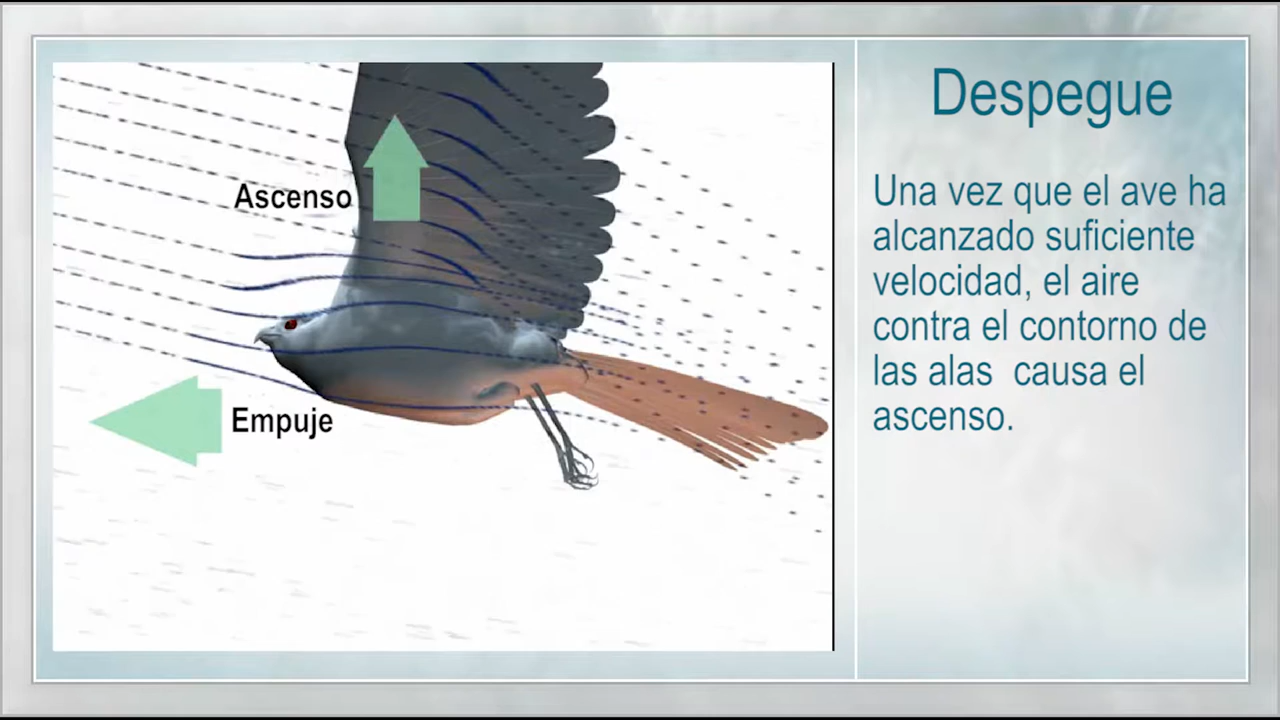 Despegue
Ascenso
Empuje
Una vez que el ave ha
alcanzado suficiente
velocidad, el aire
contra el contorno de
las alas  causa el
ascenso.